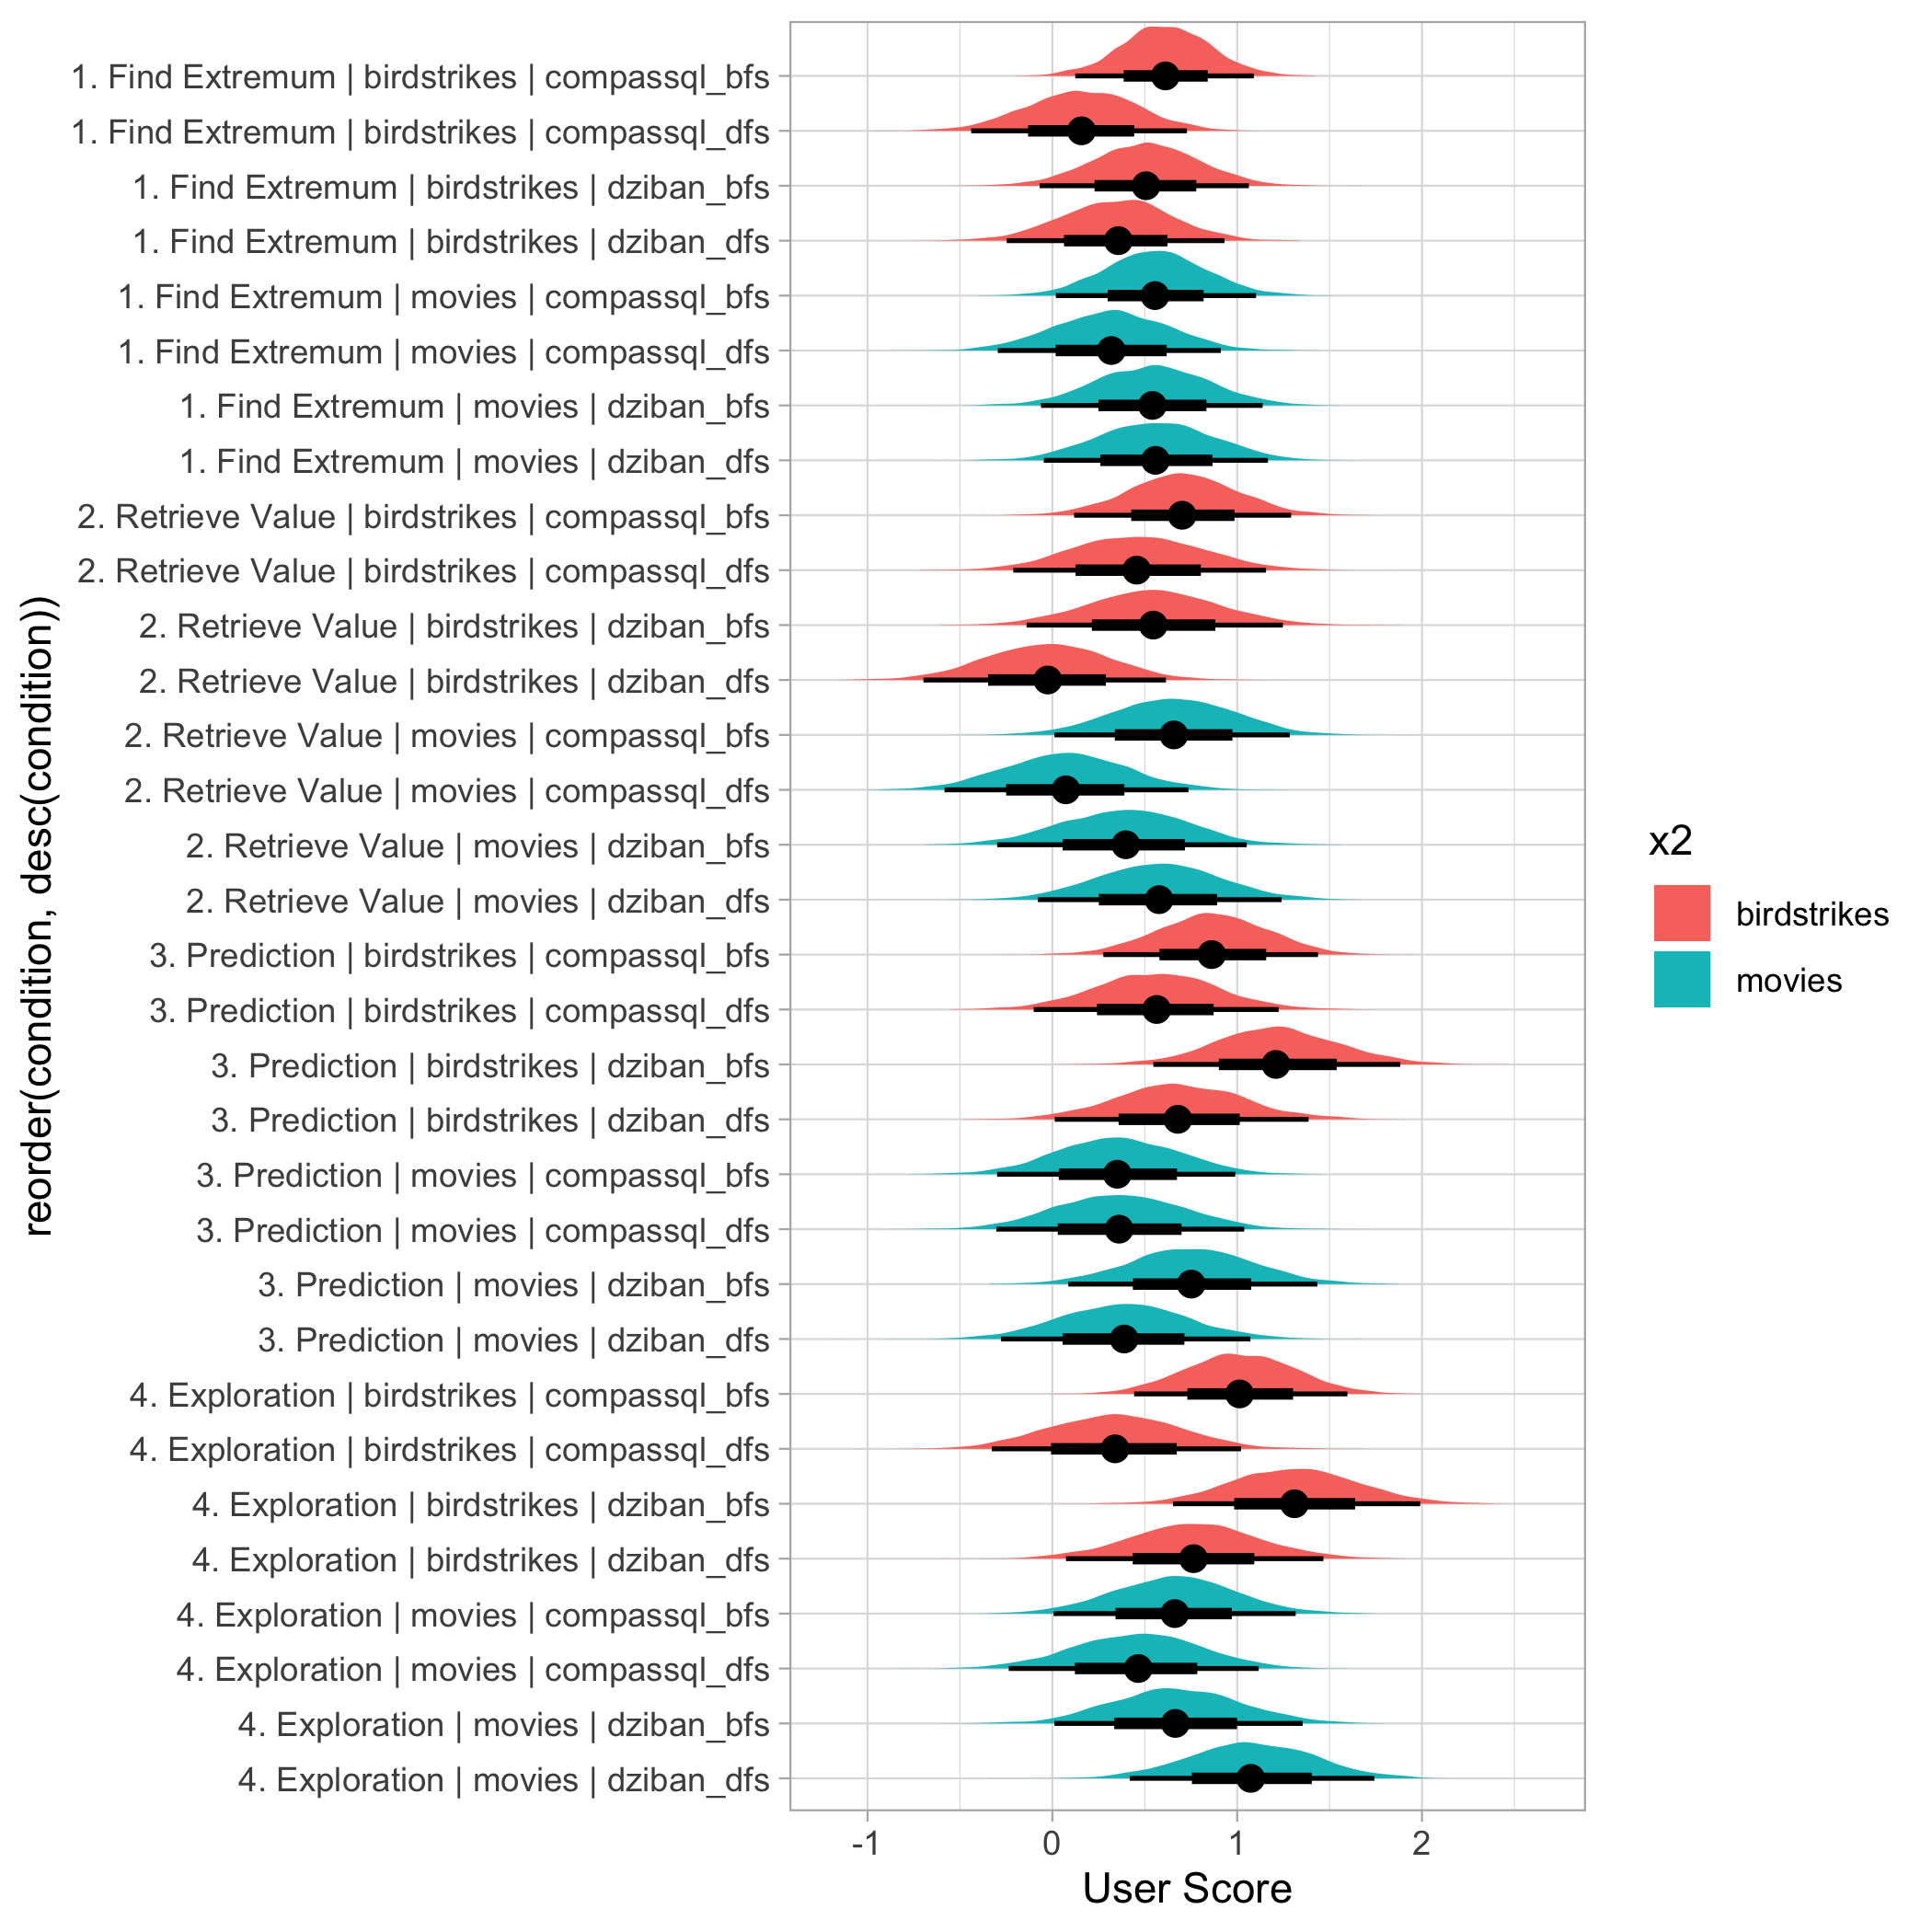 1. Find Extremum | birdstrikes | compassql_bfs
1. Find Extremum | birdstrikes | compassql_dfs
1. Find Extremum | birdstrikes | dziban_bfs
1. Find Extremum | birdstrikes | dziban_dfs
1. Find Extremum | movies | compassql_bfs
1. Find Extremum | movies | compassql_dfs
1. Find Extremum | movies | dziban_bfs
1. Find Extremum | movies | dziban_dfs
2. Retrieve Value | birdstrikes | compassql_bfs
2. Retrieve Value | birdstrikes | compassql_dfs
2. Retrieve Value | birdstrikes | dziban_bfs
2. Retrieve Value | birdstrikes | dziban_dfs
2. Retrieve Value | movies | compassql_bfs
2. Retrieve Value | movies | compassql_dfs
2. Retrieve Value | movies | dziban_bfs
2. Retrieve Value | movies | dziban_dfs
3. Prediction | birdstrikes | compassql_bfs
3. Prediction | birdstrikes | compassql_dfs
3. Prediction | birdstrikes | dziban_bfs
3. Prediction | birdstrikes | dziban_dfs
3. Prediction | movies | compassql_bfs
3. Prediction | movies | compassql_dfs
3. Prediction | movies | dziban_bfs
3. Prediction | movies | dziban_dfs
4. Exploration | birdstrikes | compassql_bfs
4. Exploration | birdstrikes | compassql_dfs
4. Exploration | birdstrikes | dziban_bfs
4. Exploration | birdstrikes | dziban_dfs
4. Exploration | movies | compassql_bfs
4. Exploration | movies | compassql_dfs
4. Exploration | movies | dziban_bfs
4. Exploration | movies | dziban_dfs
reorder(condition, desc(condition))
-1 0 1 2
User Score
x2
birdstrikes
movies